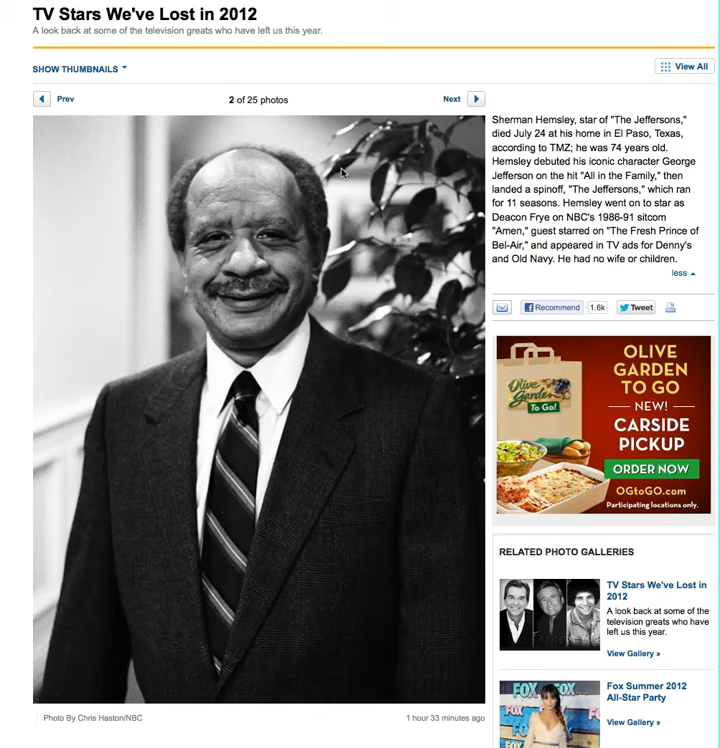 TV Stars We've Lost in 2012
A look back at some of the television greats who have left us this year.
SHOW THUMBNAILS
View All
Prev
2 of 25 photos
Next
Sherman Hemsley, star of "The Jeffersons,"
died July 24 at his home in El Paso, Texas,
according to TMZ; he was 74 years old.
Hemsley debuted his iconic character George
Jefferson on the hit "All in the Family," then
landed a spinoff, "The Jeffersons," which ran
for 11 seasons. Hemsley went on to star as
Deacon Frye on NBC's 1986-91 sitcom
"Amen," guest starred on "The Fresh Prince of
Bel-Air," and appeared in TV ads for Denny's
and Old Navy. He had no wife or children.
less
Recommend
1.6k
Tweet
OLIVE
GARDEN
TO GO
NEW!
CARSIDE
PICKUP
ORDER NOW
OGtoGO.com
Participating locations only.
Olive
Garden
To Go!
RELATED PHOTO GALLERIES
TV Stars We've Lost in
2012
A look back at some of the
television greats who have
left us this year.
View Gallery »
FOX FOX
FOX
Fox Summer 2012
All-Star Party
View Gallery »
Photo By Chris Haston/NBC
1 hour 33 minutes ago